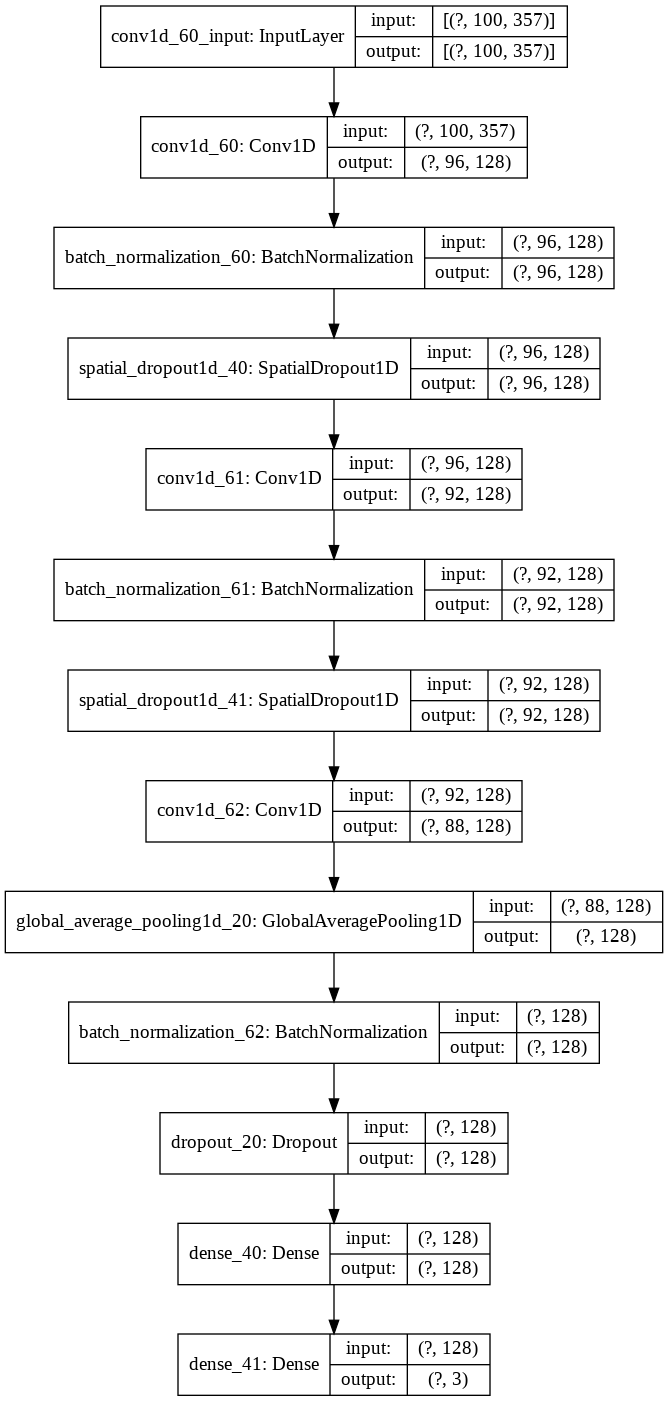 conv1d_60_input: InputLayer
input: [(?, 100, 357)]
output: [(?, 100, 357)]
conv1d_60: Conv1D
input: (?, 100, 357)
output: (?, 96, 128)
batch_normalization_60: BatchNormalization
input: (?, 96, 128)
output: (?, 96, 128)
spatial_dropout1d_40: SpatialDropout1D
input: (?, 96, 128)
output: (?, 96, 128)
conv1d_61: Conv1D
input: (?, 96, 128)
output: (?, 92, 128)
batch_normalization_61: BatchNormalization
input: (?, 92, 128)
output: (?, 92, 128)
spatial_dropout1d_41: SpatialDropout1D
input: (?, 92, 128)
output: (?, 92, 128)
conv1d_62: Conv1D
input: (?, 92, 128)
output: (?, 88, 128)
global_average_pooling1d_20: GlobalAveragePooling1D
input: (?, 88, 128)
output: (?, 128)
batch_normalization_62: BatchNormalization
input: (?, 128)
output: (?, 128)
dropout_20: Dropout
input: (?, 128)
output: (?, 128)
dense_40: Dense
input: (?, 128)
output: (?, 128)
dense_41: Dense
input: (?, 128)
output: (?, 3)